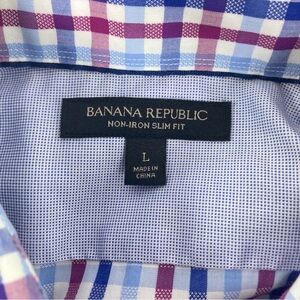 BANANA REPUBLIC
NON-IRON SLIM FIT
L
MADE IN
CHINA